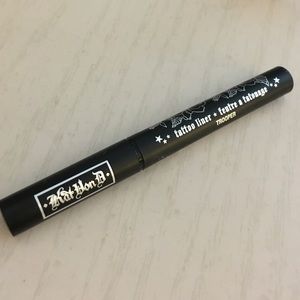 Kat Von D
tattoo liner • feutre à tatouage
TROOPER